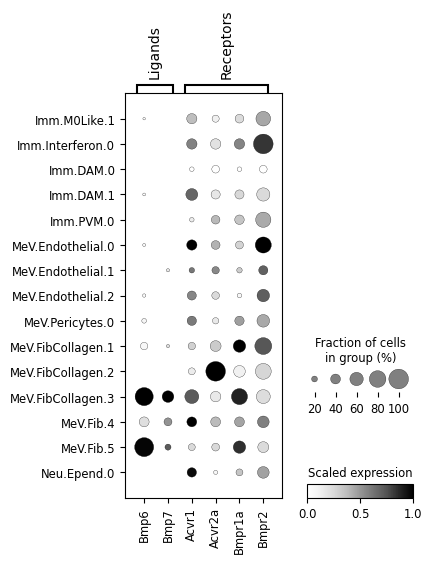 Ligands
Receptors
Imm.M0Like.1
Imm.Interferon.0
Imm.DAM.0
Imm.DAM.1
Imm.PVM.0
MeV.Endothelial.0
MeV.Endothelial.1
MeV.Endothelial.2
MeV.Pericytes.0
MeV.FibCollagen.1
MeV.FibCollagen.2
MeV.FibCollagen.3
MeV.Fib.4
MeV.Fib.5
Neu.Epend.0
Bmp6
Bmp7
Acvr1
Acvr2a
Bmpr1a
Bmpr2
Fraction of cells
in group (%)
20 40 60 80 100
Scaled expression
0.0 0.5 1.0